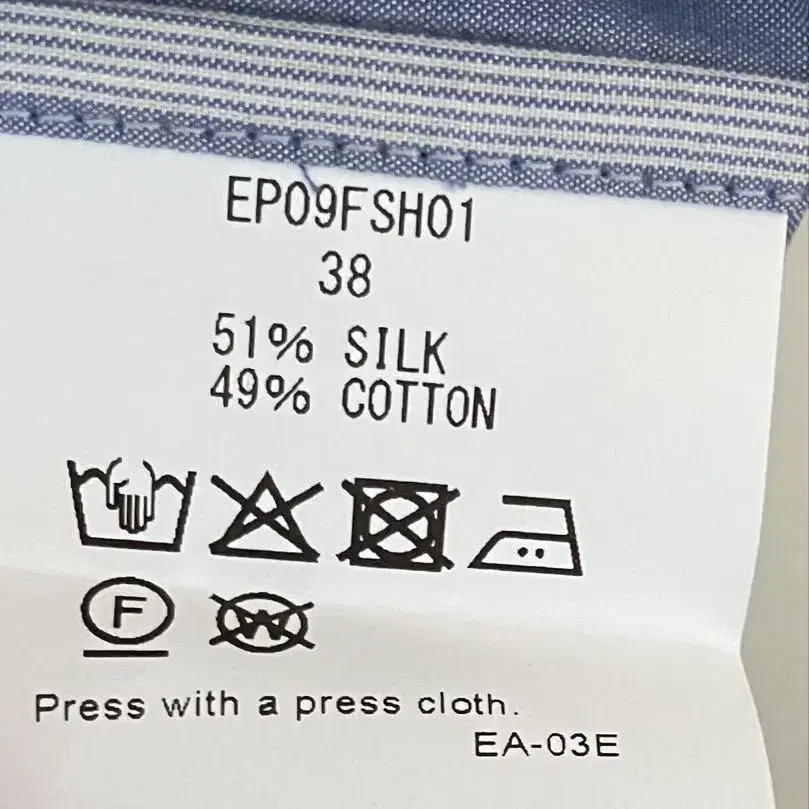 EP09FSH01
38
51% SILK
49% COTTON
F W
Press with a press cloth.
EA-03E